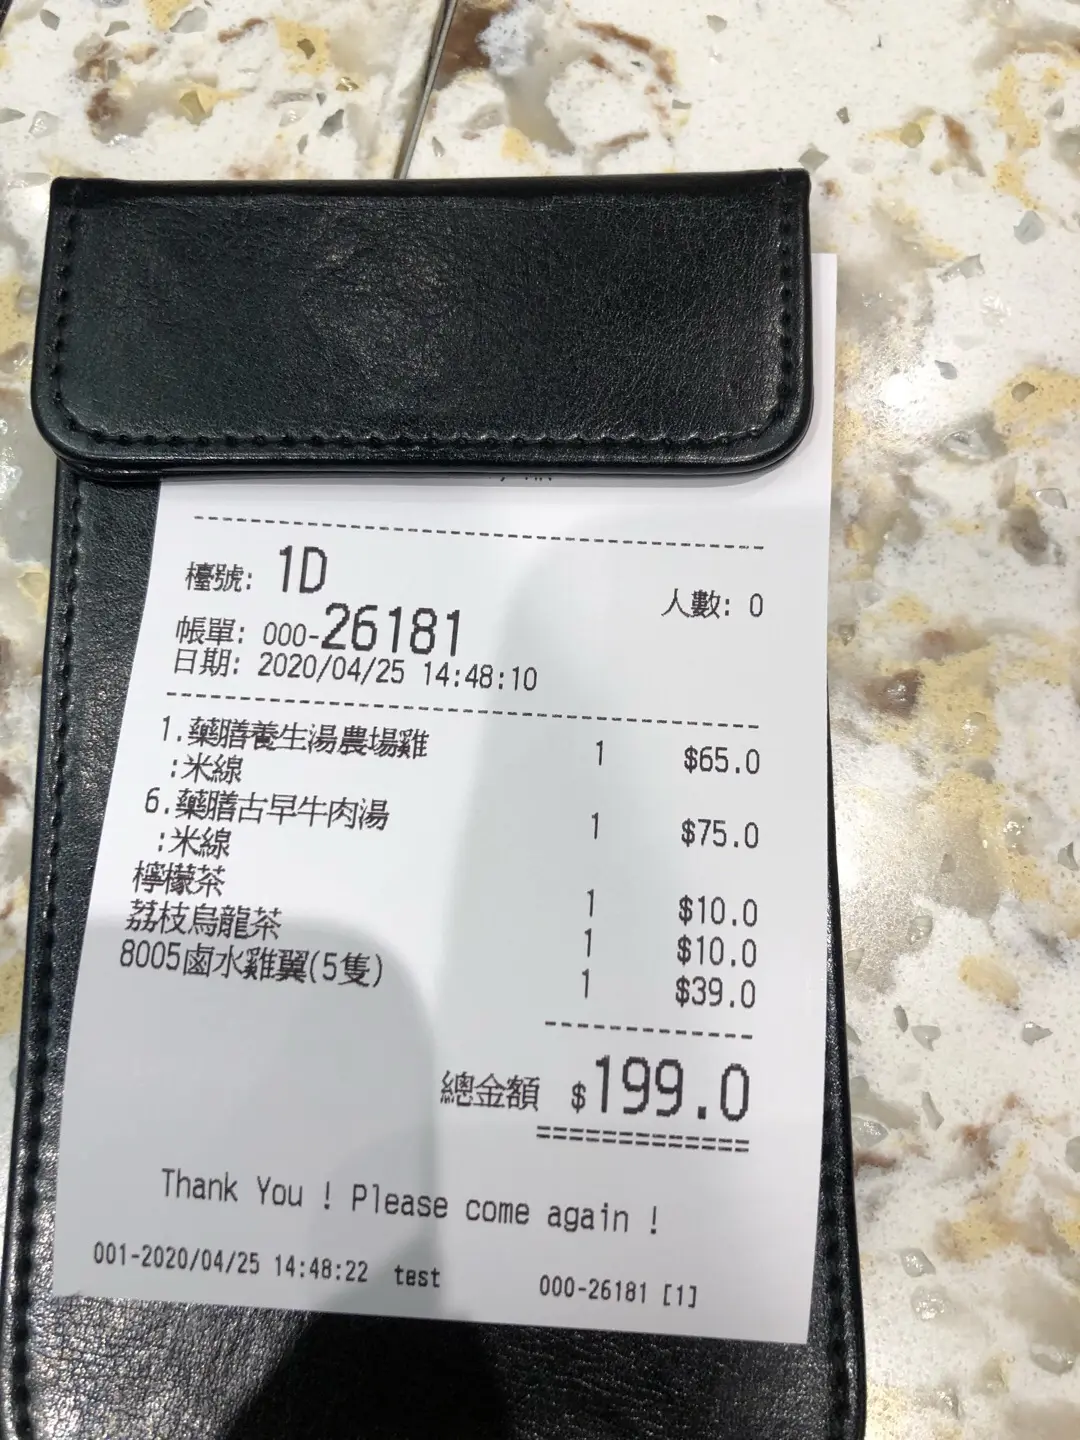 檯號: 1D
人數: 0
帳單: 000-26181
日期: 2020/04/25 14:48:10
1.藥膳養生湯農場雞 1 $65.0
:米線
6.藥膳古早牛肉湯 1 $75.0
:米線
檸檬茶 1 $10.0
荔枝烏龍茶 1 $10.0
8005鹵水雞翼(5隻) 1 $39.0
總金額 $199.0
=============
Thank You ! Please come again !
001-2020/04/25 14:48:22 test 000-26181 [1]